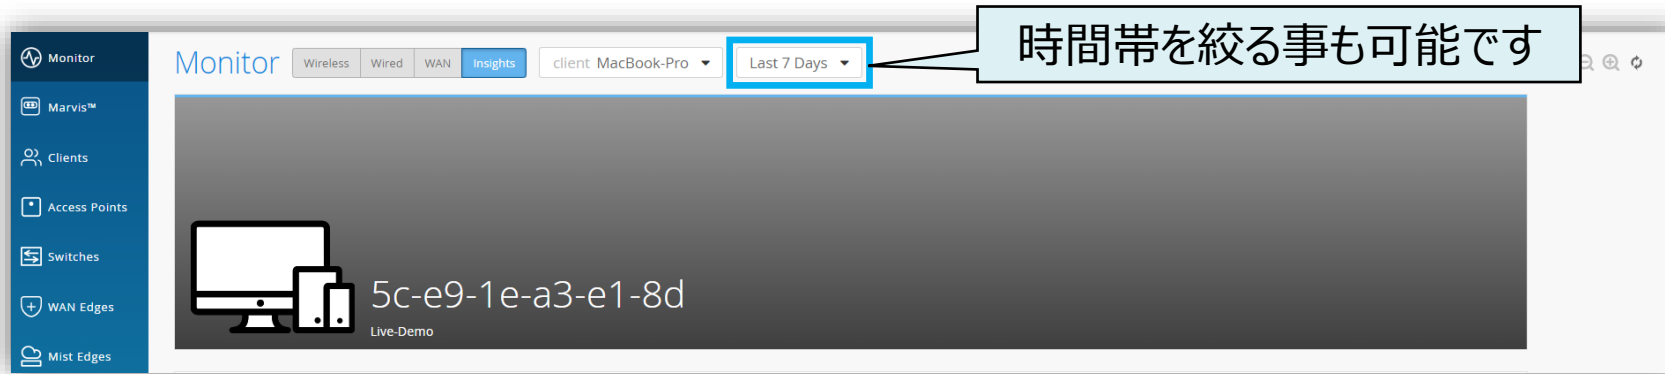 時間帯を絞る事も可能です
Monitor
Marvis™
Clients
Access Points
Switches
WAN Edges
Mist Edges
Monitor Wireless Wired WAN Insights client MacBook-Pro Last 7 Days
5c-e9-1e-a3-e1-8d
Live-Demo